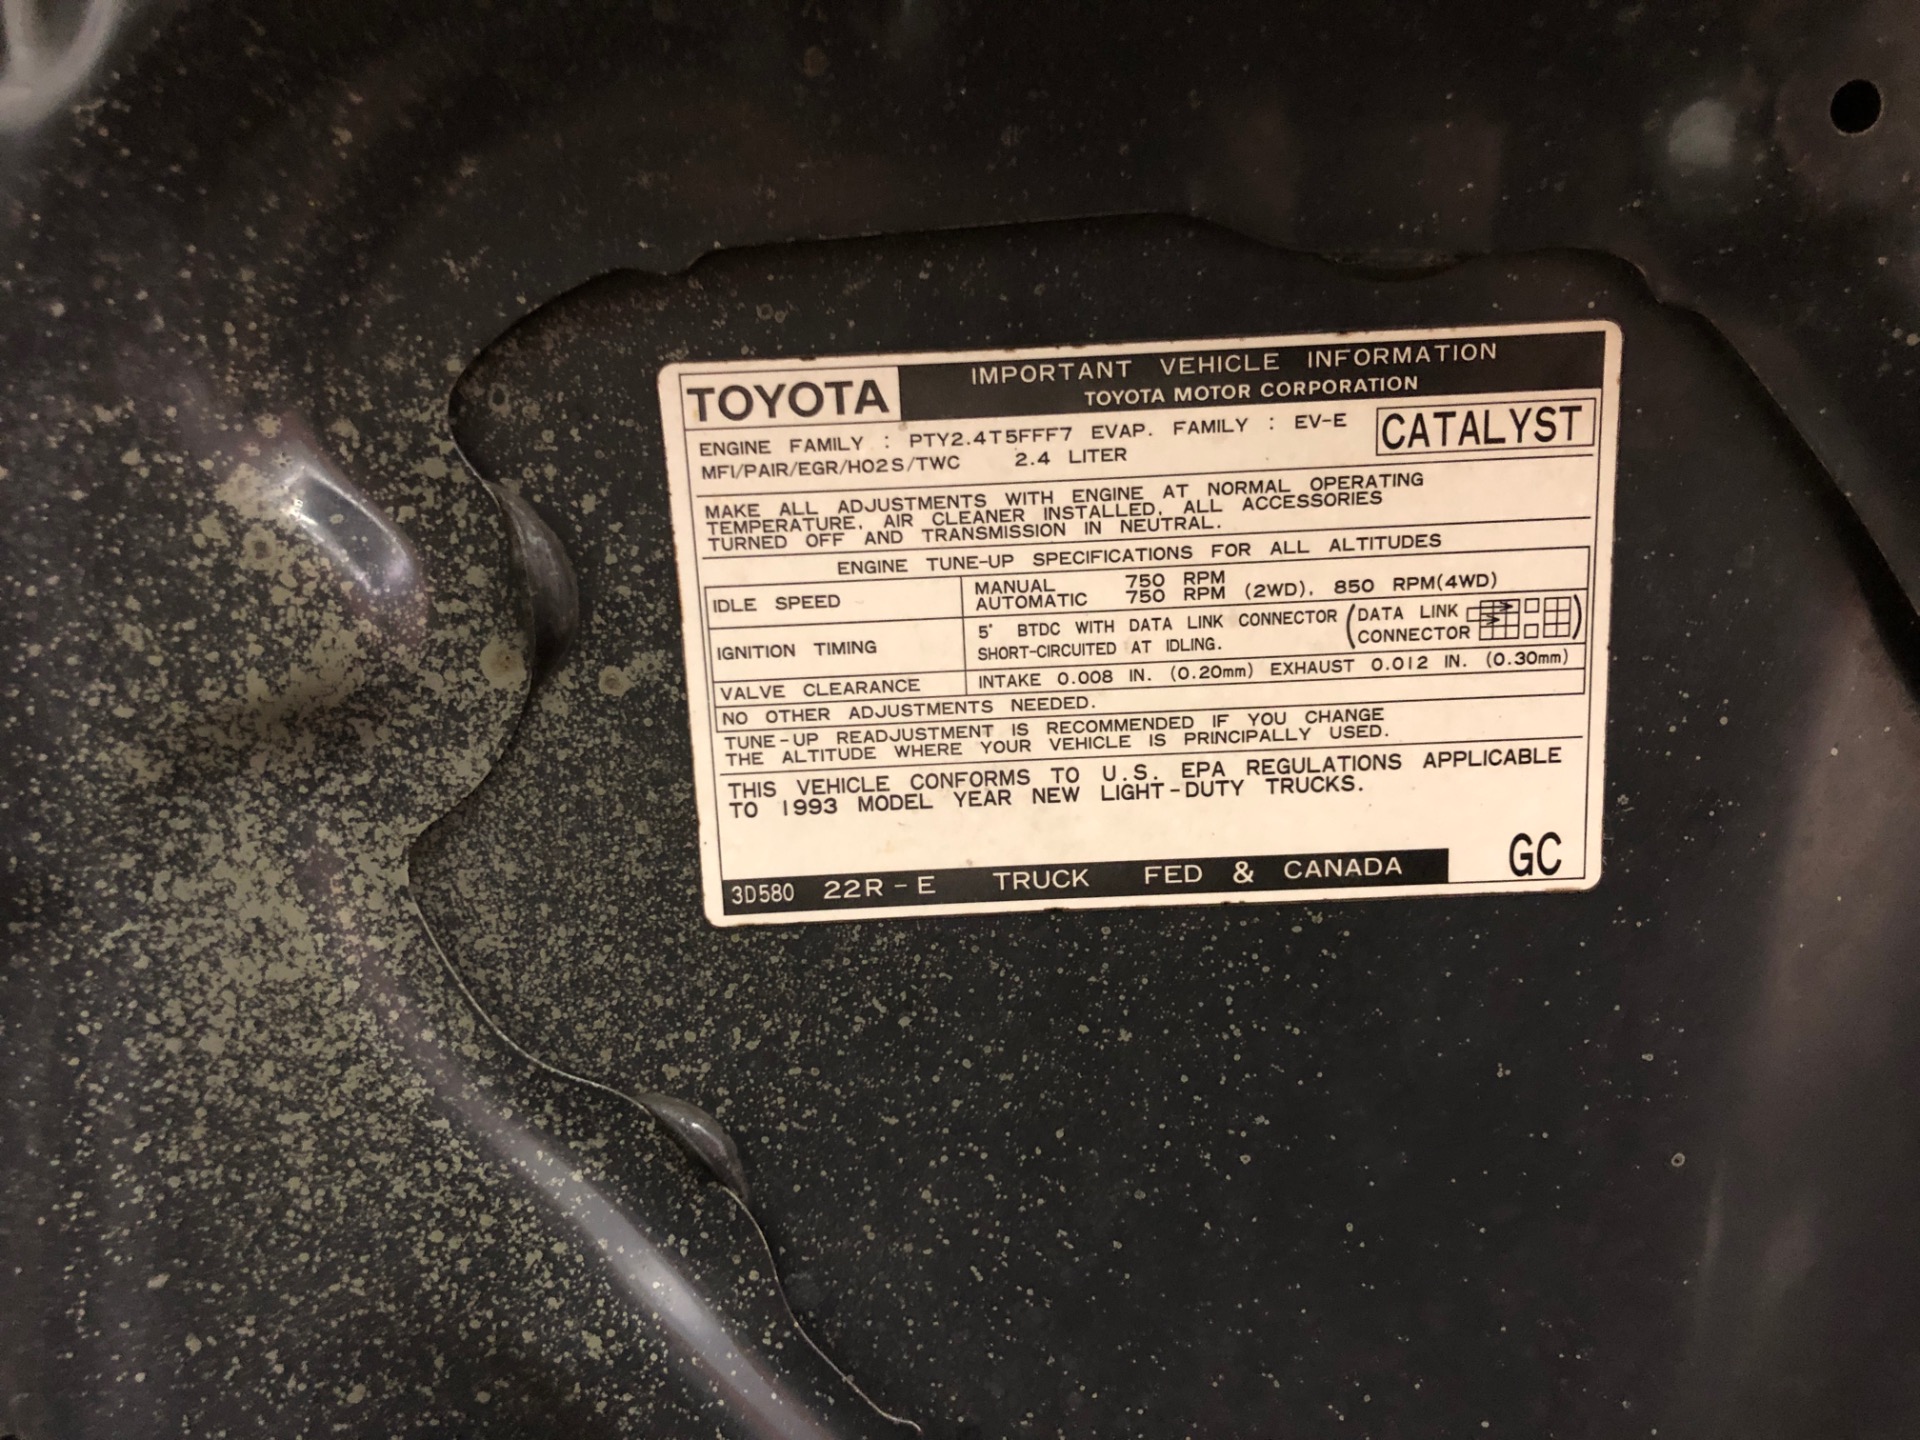 TOYOTA
IMPORTANT VEHICLE INFORMATION
TOYOTA MOTOR CORPORATION
ENGINE FAMILY : PTY2.4T5FFF7 EVAP. FAMILY : EV-E
CATALYST
MFI/PAIR/EGR/HO2S/TWC 2.4 LITER
MAKE ALL ADJUSTMENTS WITH ENGINE AT NORMAL OPERATING
TEMPERATURE, AIR CLEANER INSTALLED, ALL ACCESSORIES
TURNED OFF AND TRANSMISSION IN NEUTRAL.
ENGINE TUNE-UP SPECIFICATIONS FOR ALL ALTITUDES
IDLE SPEED
MANUAL 750 RPM
AUTOMATIC 750 RPM (2WD), 850 RPM(4WD)
IGNITION TIMING
5° BTDC WITH DATA LINK CONNECTOR
SHORT-CIRCUITED AT IDLING.
(DATA LINK
CONNECTOR )
VALVE CLEARANCE
INTAKE 0.008 IN. (0.20mm) EXHAUST 0.012 IN. (0.30mm)
NO OTHER ADJUSTMENTS NEEDED.
TUNE-UP READJUSTMENT IS RECOMMENDED IF YOU CHANGE
THE ALTITUDE WHERE YOUR VEHICLE IS PRINCIPALLY USED.
THIS VEHICLE CONFORMS TO U.S. EPA REGULATIONS APPLICABLE
TO 1993 MODEL YEAR NEW LIGHT-DUTY TRUCKS.
GC
3D580 22R-E TRUCK FED & CANADA